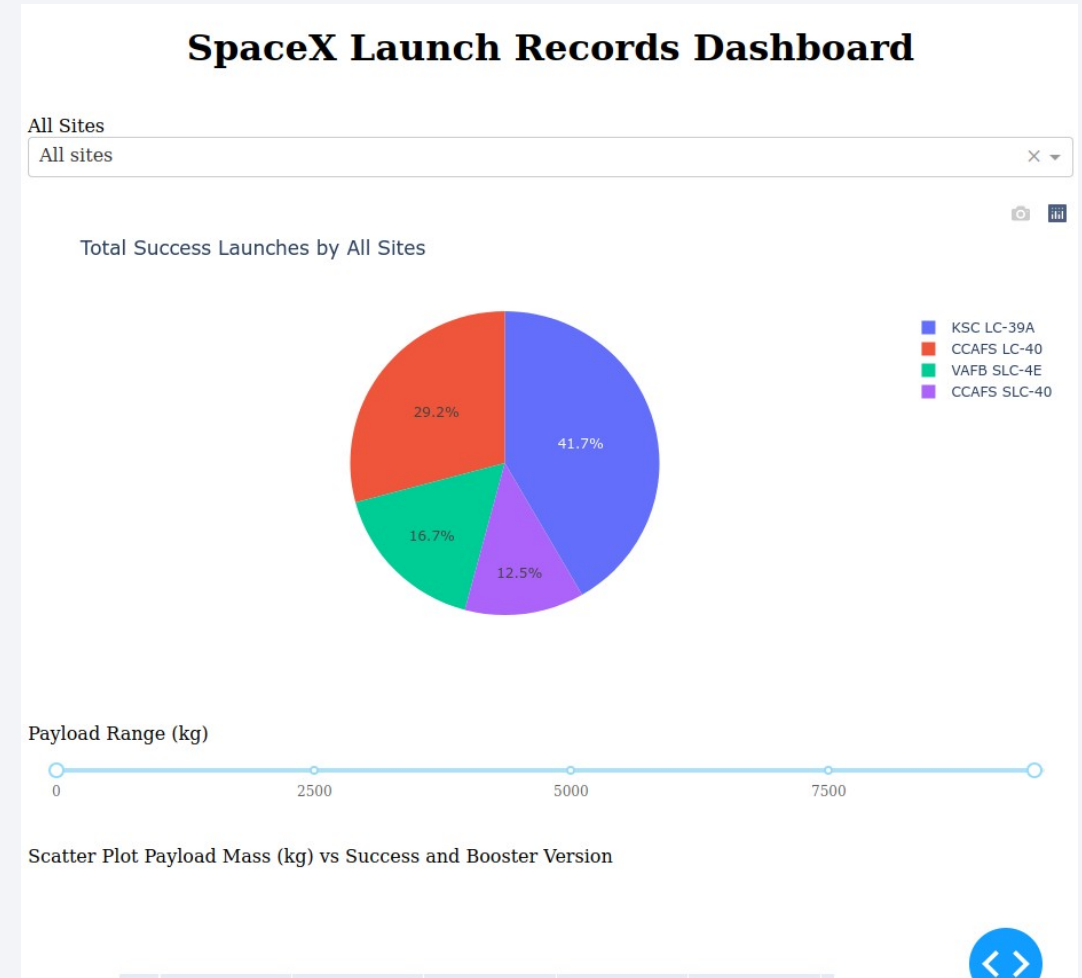 SpaceX Launch Records Dashboard
All Sites
All sites
Total Success Launches by All Sites
KSC LC-39A
CCAFS LC-40
VAFB SLC-4E
CCAFS SLC-40
29.2%
41.7%
16.7%
12.5%
Payload Range (kg)
0 2500 5000 7500
Scatter Plot Payload Mass (kg) vs Success and Booster Version